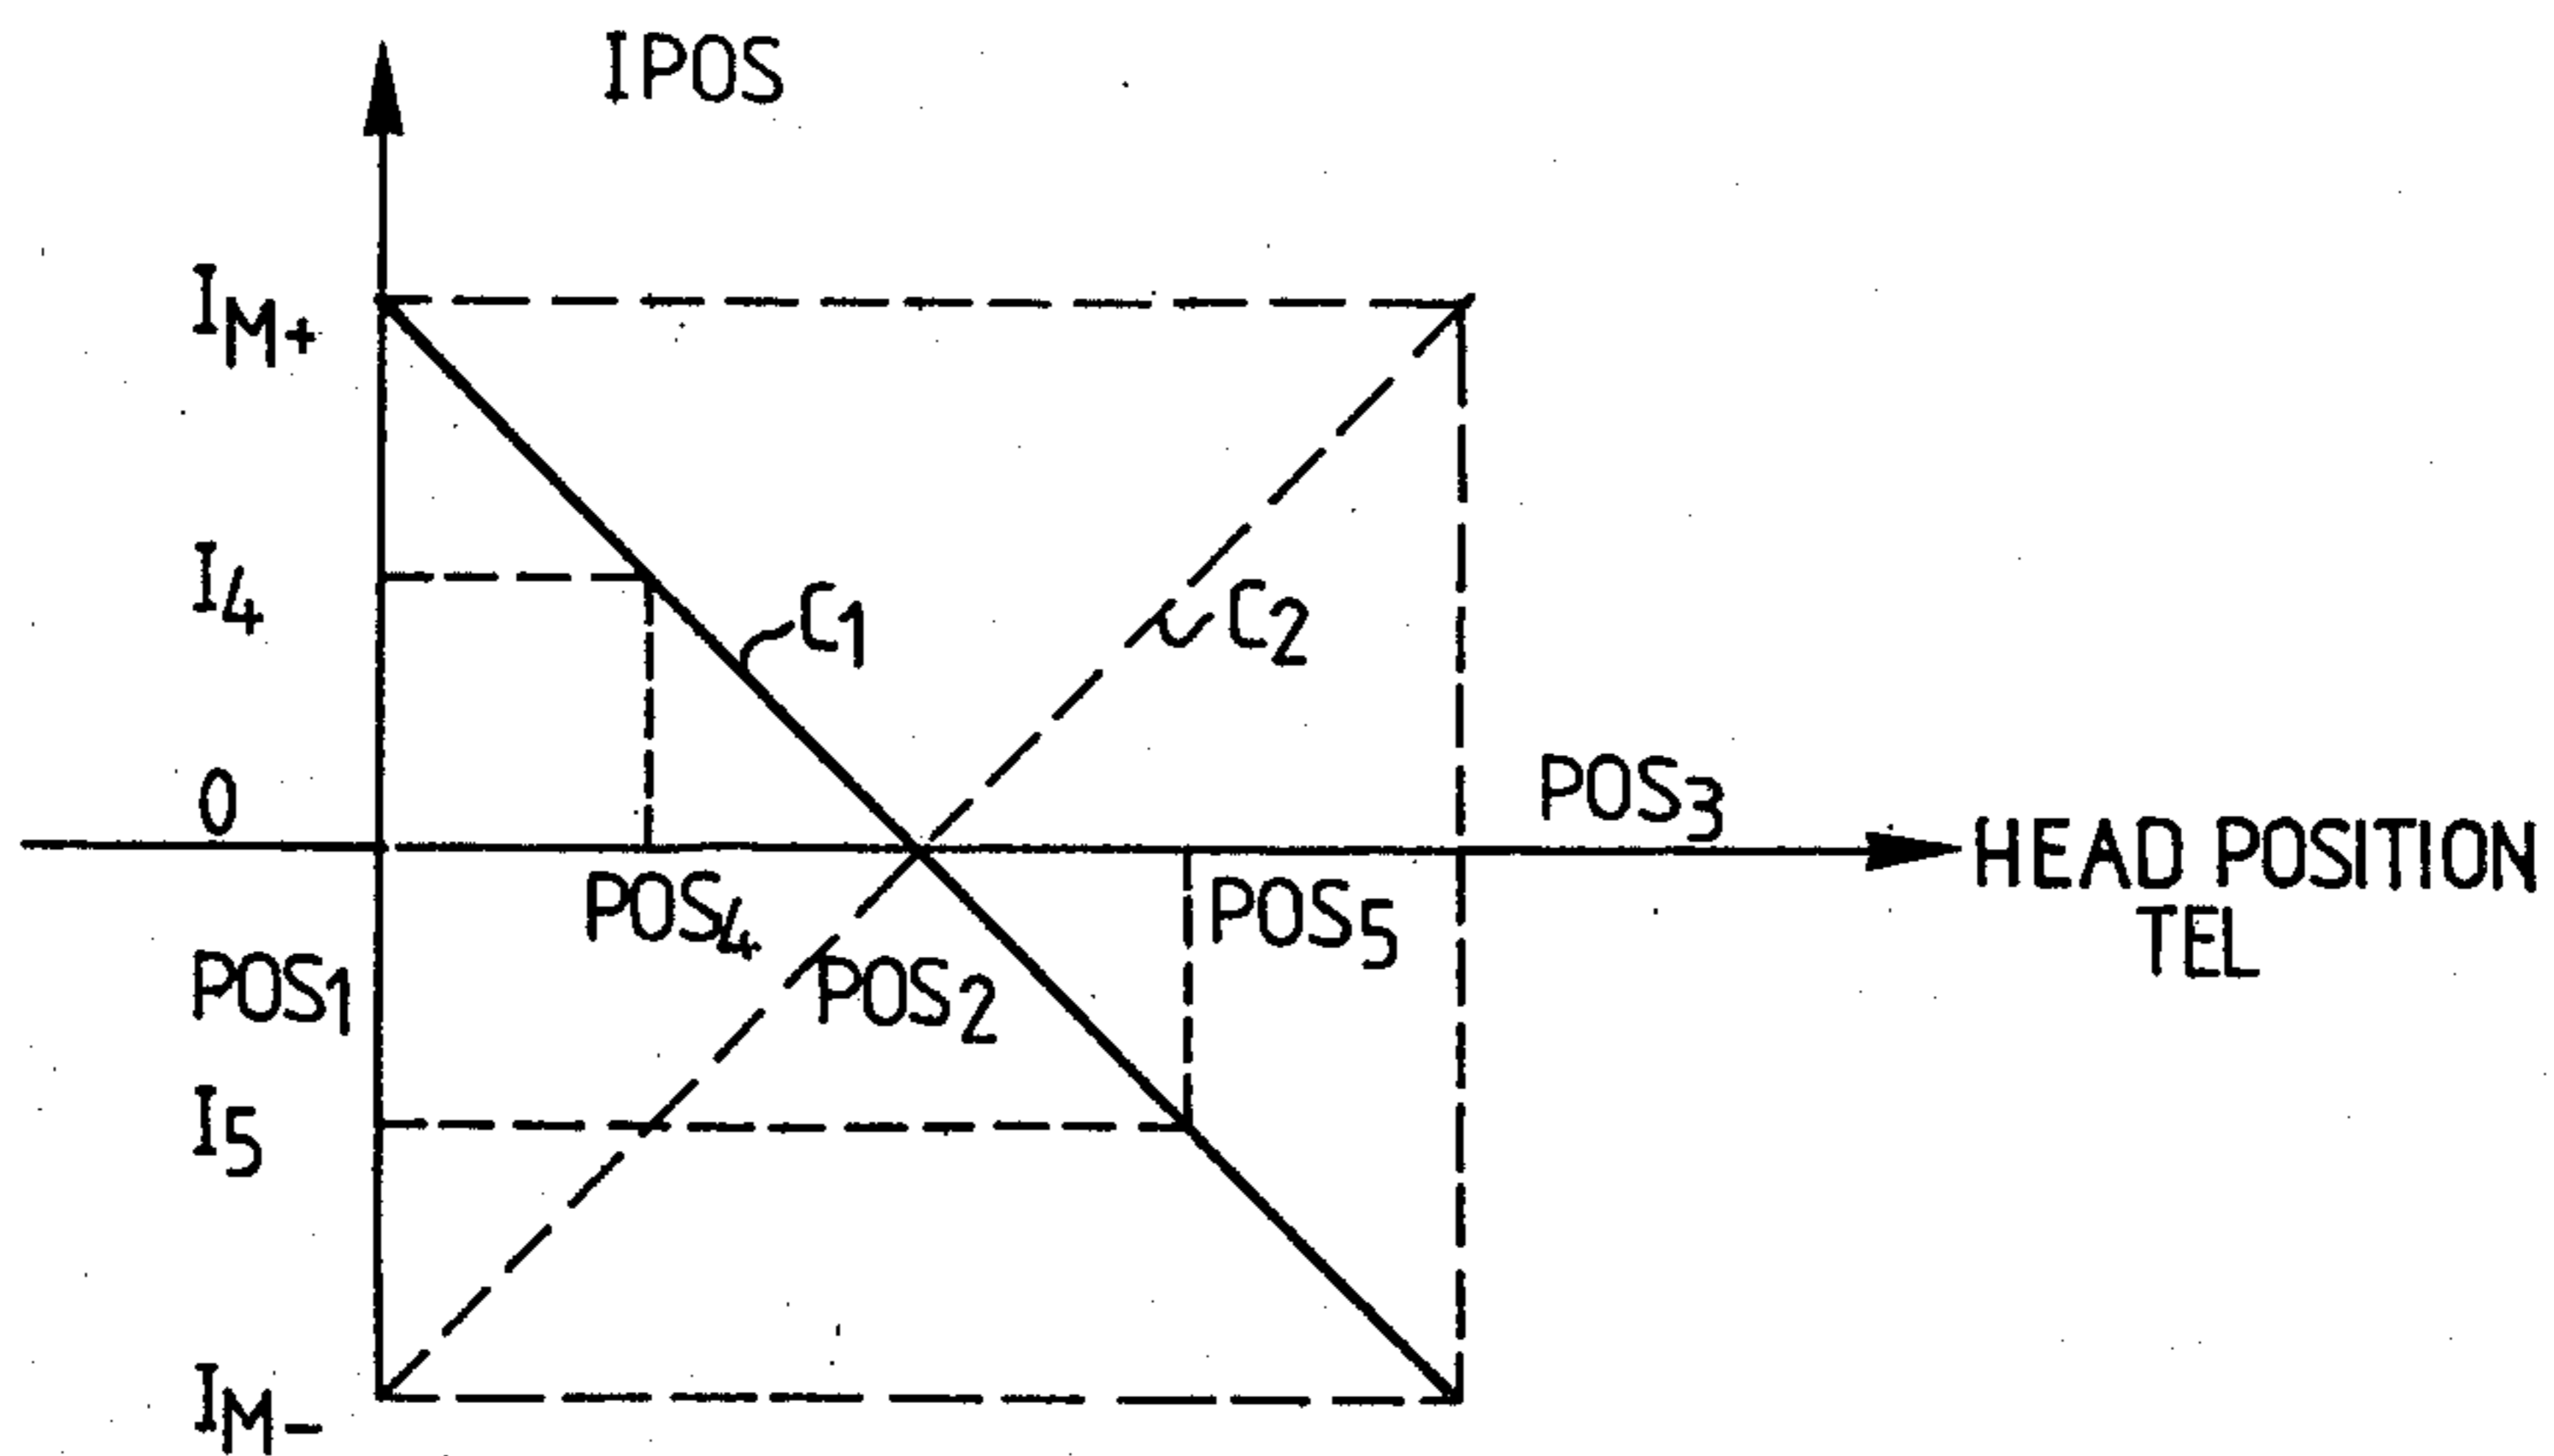 IPOS
IM+
I4
C1
C2
0
POS3
HEAD POSITION
TEL
POS4
POS5
POS1
POS2
I5
IM-